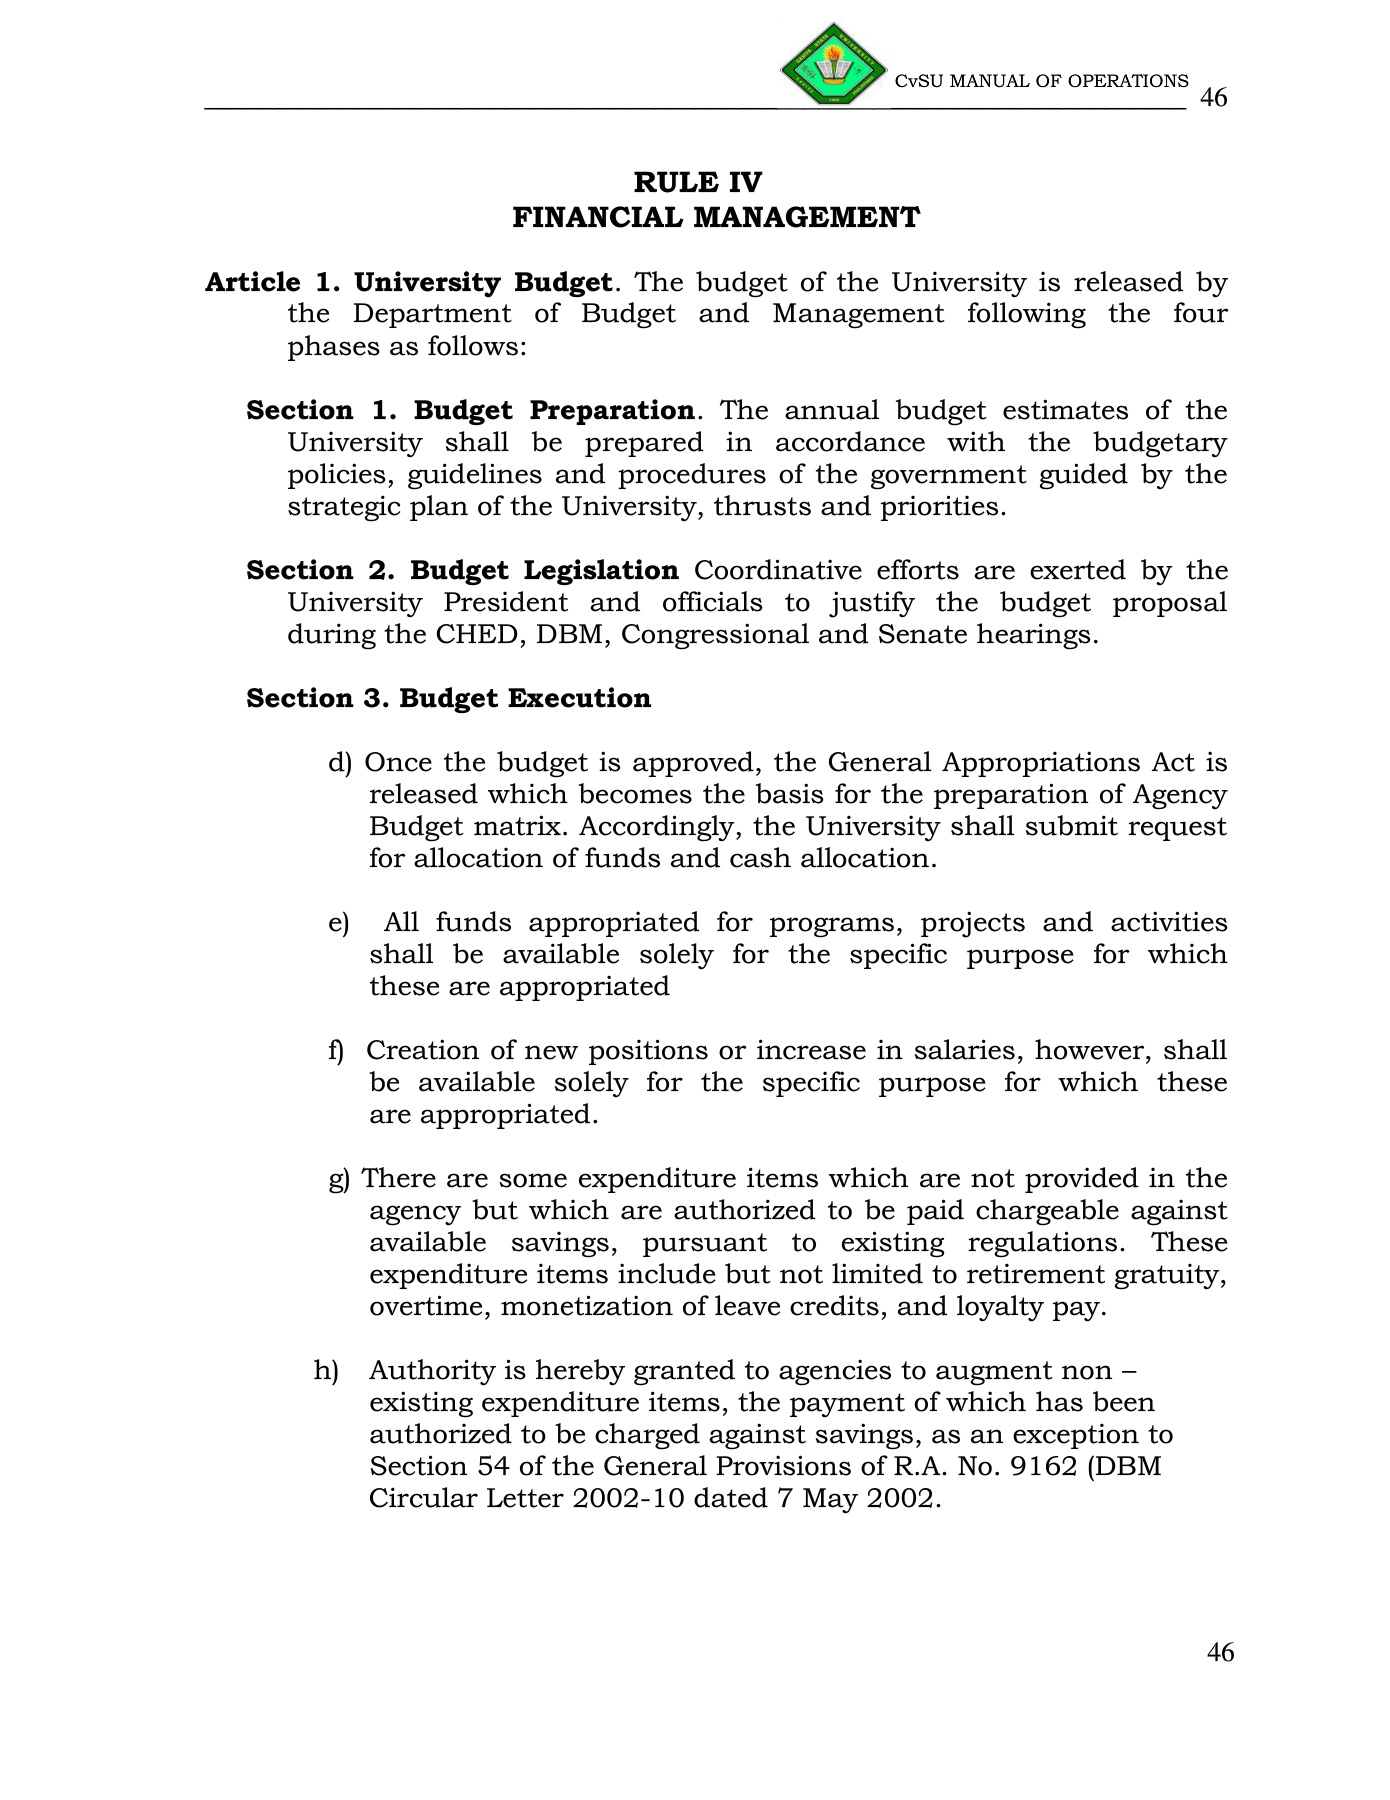 CvSU MANUAL OF OPERATIONS 46
RULE IV
FINANCIAL MANAGEMENT
Article 1. University Budget. The budget of the University is released by
the Department of Budget and Management following the four
phases as follows:
Section 1. Budget Preparation. The annual budget estimates of the
University shall be prepared in accordance with the budgetary
policies, guidelines and procedures of the government guided by the
strategic plan of the University, thrusts and priorities.
Section 2. Budget Legislation Coordinative efforts are exerted by the
University President and officials to justify the budget proposal
during the CHED, DBM, Congressional and Senate hearings.
Section 3. Budget Execution
d) Once the budget is approved, the General Appropriations Act is
released which becomes the basis for the preparation of Agency
Budget matrix. Accordingly, the University shall submit request
for allocation of funds and cash allocation.
e) All funds appropriated for programs, projects and activities
shall be available solely for the specific purpose for which
these are appropriated
f) Creation of new positions or increase in salaries, however, shall
be available solely for the specific purpose for which these
are appropriated.
g) There are some expenditure items which are not provided in the
agency but which are authorized to be paid chargeable against
available savings, pursuant to existing regulations. These
expenditure items include but not limited to retirement gratuity,
overtime, monetization of leave credits, and loyalty pay.
h) Authority is hereby granted to agencies to augment non –
existing expenditure items, the payment of which has been
authorized to be charged against savings, as an exception to
Section 54 of the General Provisions of R.A. No. 9162 (DBM
Circular Letter 2002-10 dated 7 May 2002.
46